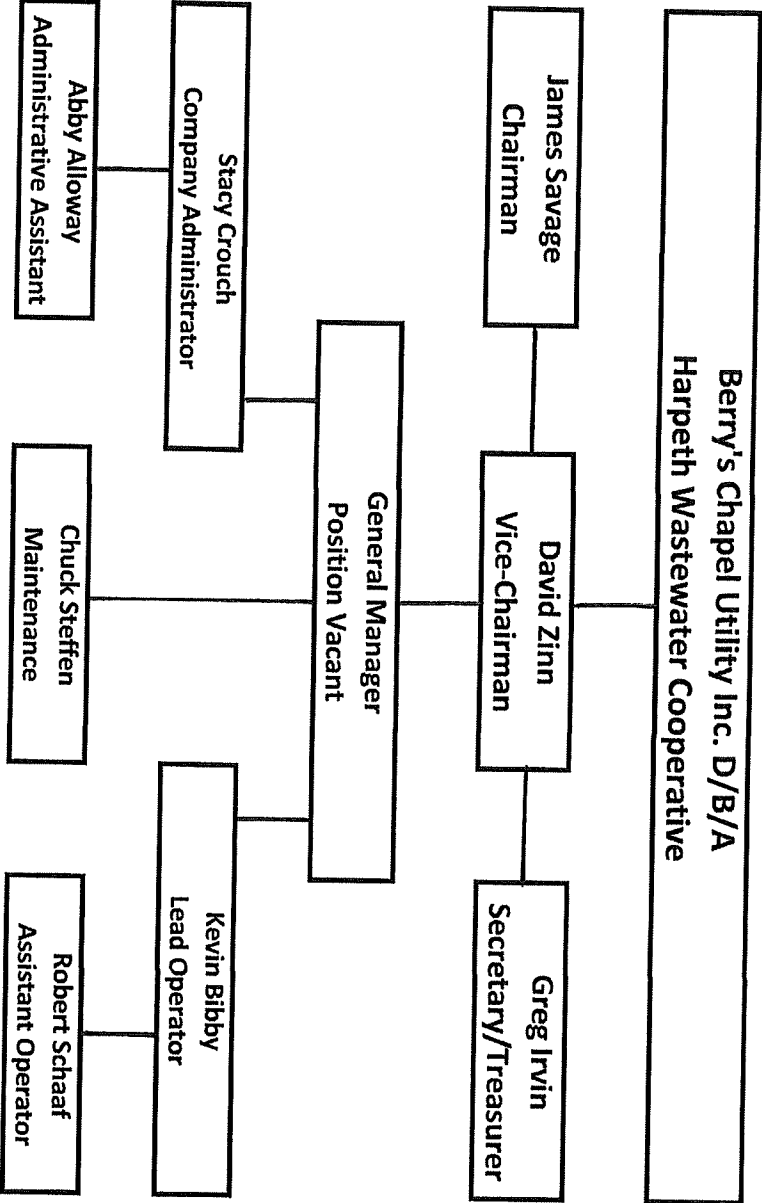 Berry's Chapel Utility Inc. D/B/A
Harpeth Wastewater Cooperative
James Savage
Chairman
David Zinn
Vice-Chairman
Greg Irvin
Secretary/Treasurer
General Manager
Position Vacant
Stacy Crouch
Company Administrator
Kevin Bibby
Lead Operator
Abby Alloway
Administrative Assistant
Chuck Steffen
Maintenance
Robert Schaaf
Assistant Operator